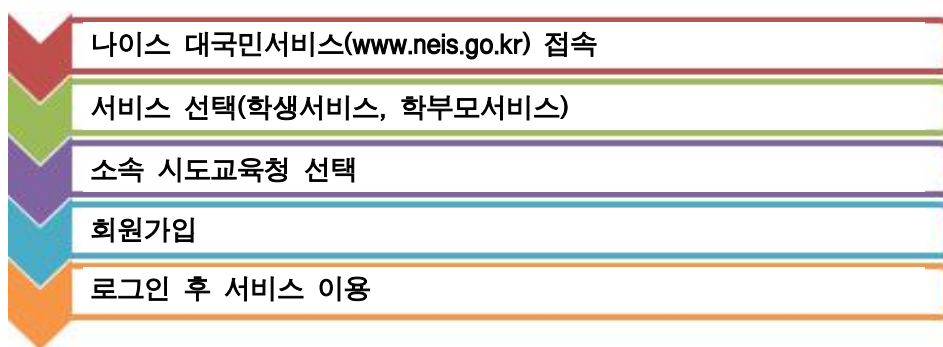 나이스 대국민서비스(www.neis.go.kr) 접속
서비스 선택(학생서비스, 학부모서비스)
소속 시도교육청 선택
회원가입
로그인 후 서비스 이용